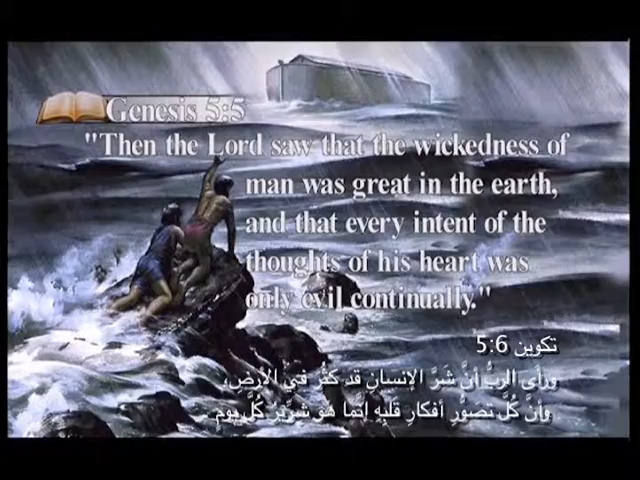 Genesis 5:5
"Then the Lord saw that the wickedness of
man was great in the earth,
and that every intent of the
thoughts of his heart was
only evil continually."
تكوين 5:6
ورأى الربُّ أنَّ شَرَّ الإنسانِ قد كثُرَ في الأرضِ،
وأنَّ كُلَّ تصَوُّرِ أفكارِ قلبِهِ إنَّما هو شرِّيرٌ كُلَّ يومٍ